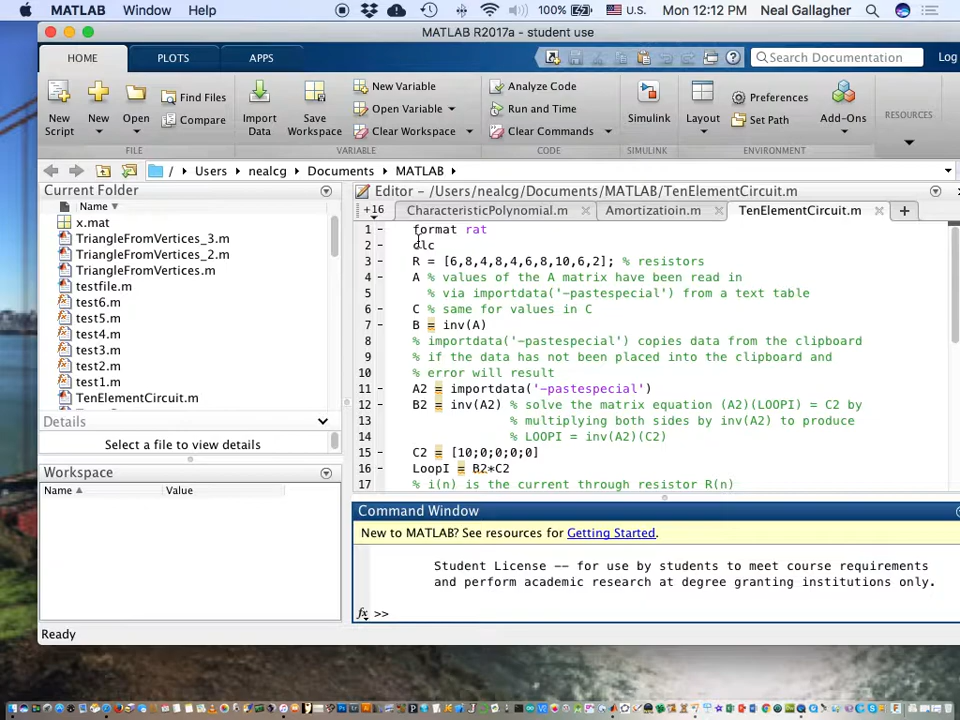 MATLAB Window Help 100% U.S. Mon 12:12 PM Neal Gallagher
MATLAB R2017a - student use
HOME PLOTS APPS Search Documentation Log
New Script
New
Open
Find Files
Compare
FILE
Import Data
Save Workspace
New Variable
Open Variable
Clear Workspace
VARIABLE
Analyze Code
Run and Time
Clear Commands
CODE
Simulink
SIMULINK
Layout
Preferences
Set Path
ENVIRONMENT
Add-Ons
RESOURCES
/ Users nealcg Documents MATLAB
Current Folder
Name
x.mat
TriangleFromVertices_3.m
TriangleFromVertices_2.m
TriangleFromVertices.m
testfile.m
test6.m
test5.m
test4.m
test3.m
test2.m
test1.m
TenElementCircuit.m
Details
Select a file to view details
Workspace
Name Value
Editor - /Users/nealcg/Documents/MATLAB/TenElementCircuit.m
+16 CharacteristicPolynomial.m Amortizatioin.m TenElementCircuit.m
1 - format rat
2 - clc
3 - R = [6,8,4,8,4,6,8,10,6,2]; % resistors
4 - A % values of the A matrix have been read in
5 % via importdata('-pastespecial') from a text table
6 - C % same for values in C
7 - B = inv(A)
8 % importdata('-pastespecial') copies data from the clipboard
9 % if the data has not been placed into the clipboard and
10 % error will result
11 - A2 = importdata('-pastespecial')
12 - B2 = inv(A2) % solve the matrix equation (A2)(LOOPI) = C2 by
13 % multiplying both sides by inv(A2) to produce
14 % LOOPI = inv(A2)(C2)
15 - C2 = [10;0;0;0;0]
16 - LoopI = B2*C2
17 % i(n) is the current through resistor R(n)
Command Window
New to MATLAB? See resources for Getting Started.
Student License -- for use by students to meet course requirements
and perform academic research at degree granting institutions only.
fx >>
Ready